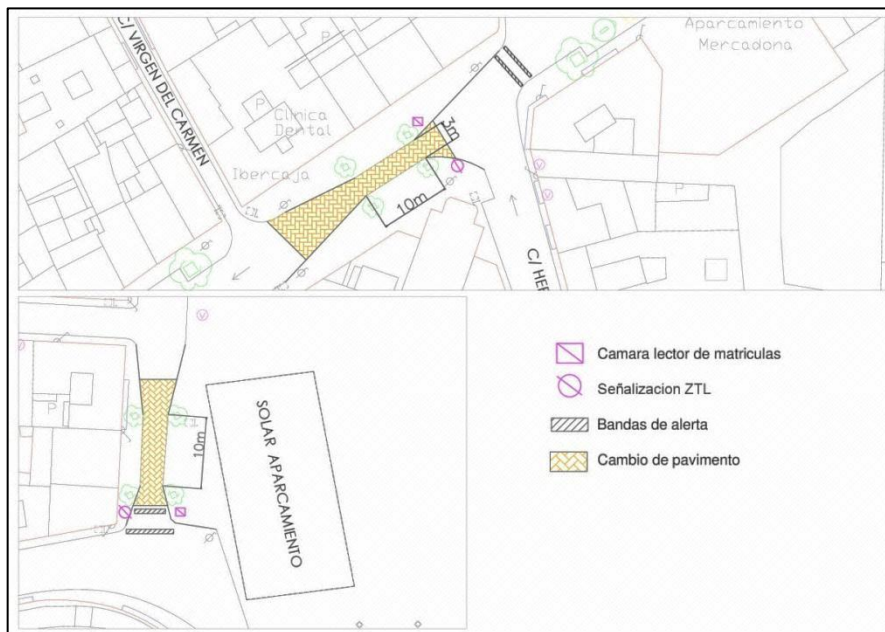 C/ VIRGEN DEL CARMEN
P
Aparcamiento
Mercadona
P
Clinica
Dental
Ibercaja
3m
10m
V
V
P
C/ HER
V
P
10m
SOLAR APARCAMIENTO
Camara lector de matriculas
Señalizacion ZTL
Bandas de alerta
Cambio de pavimento